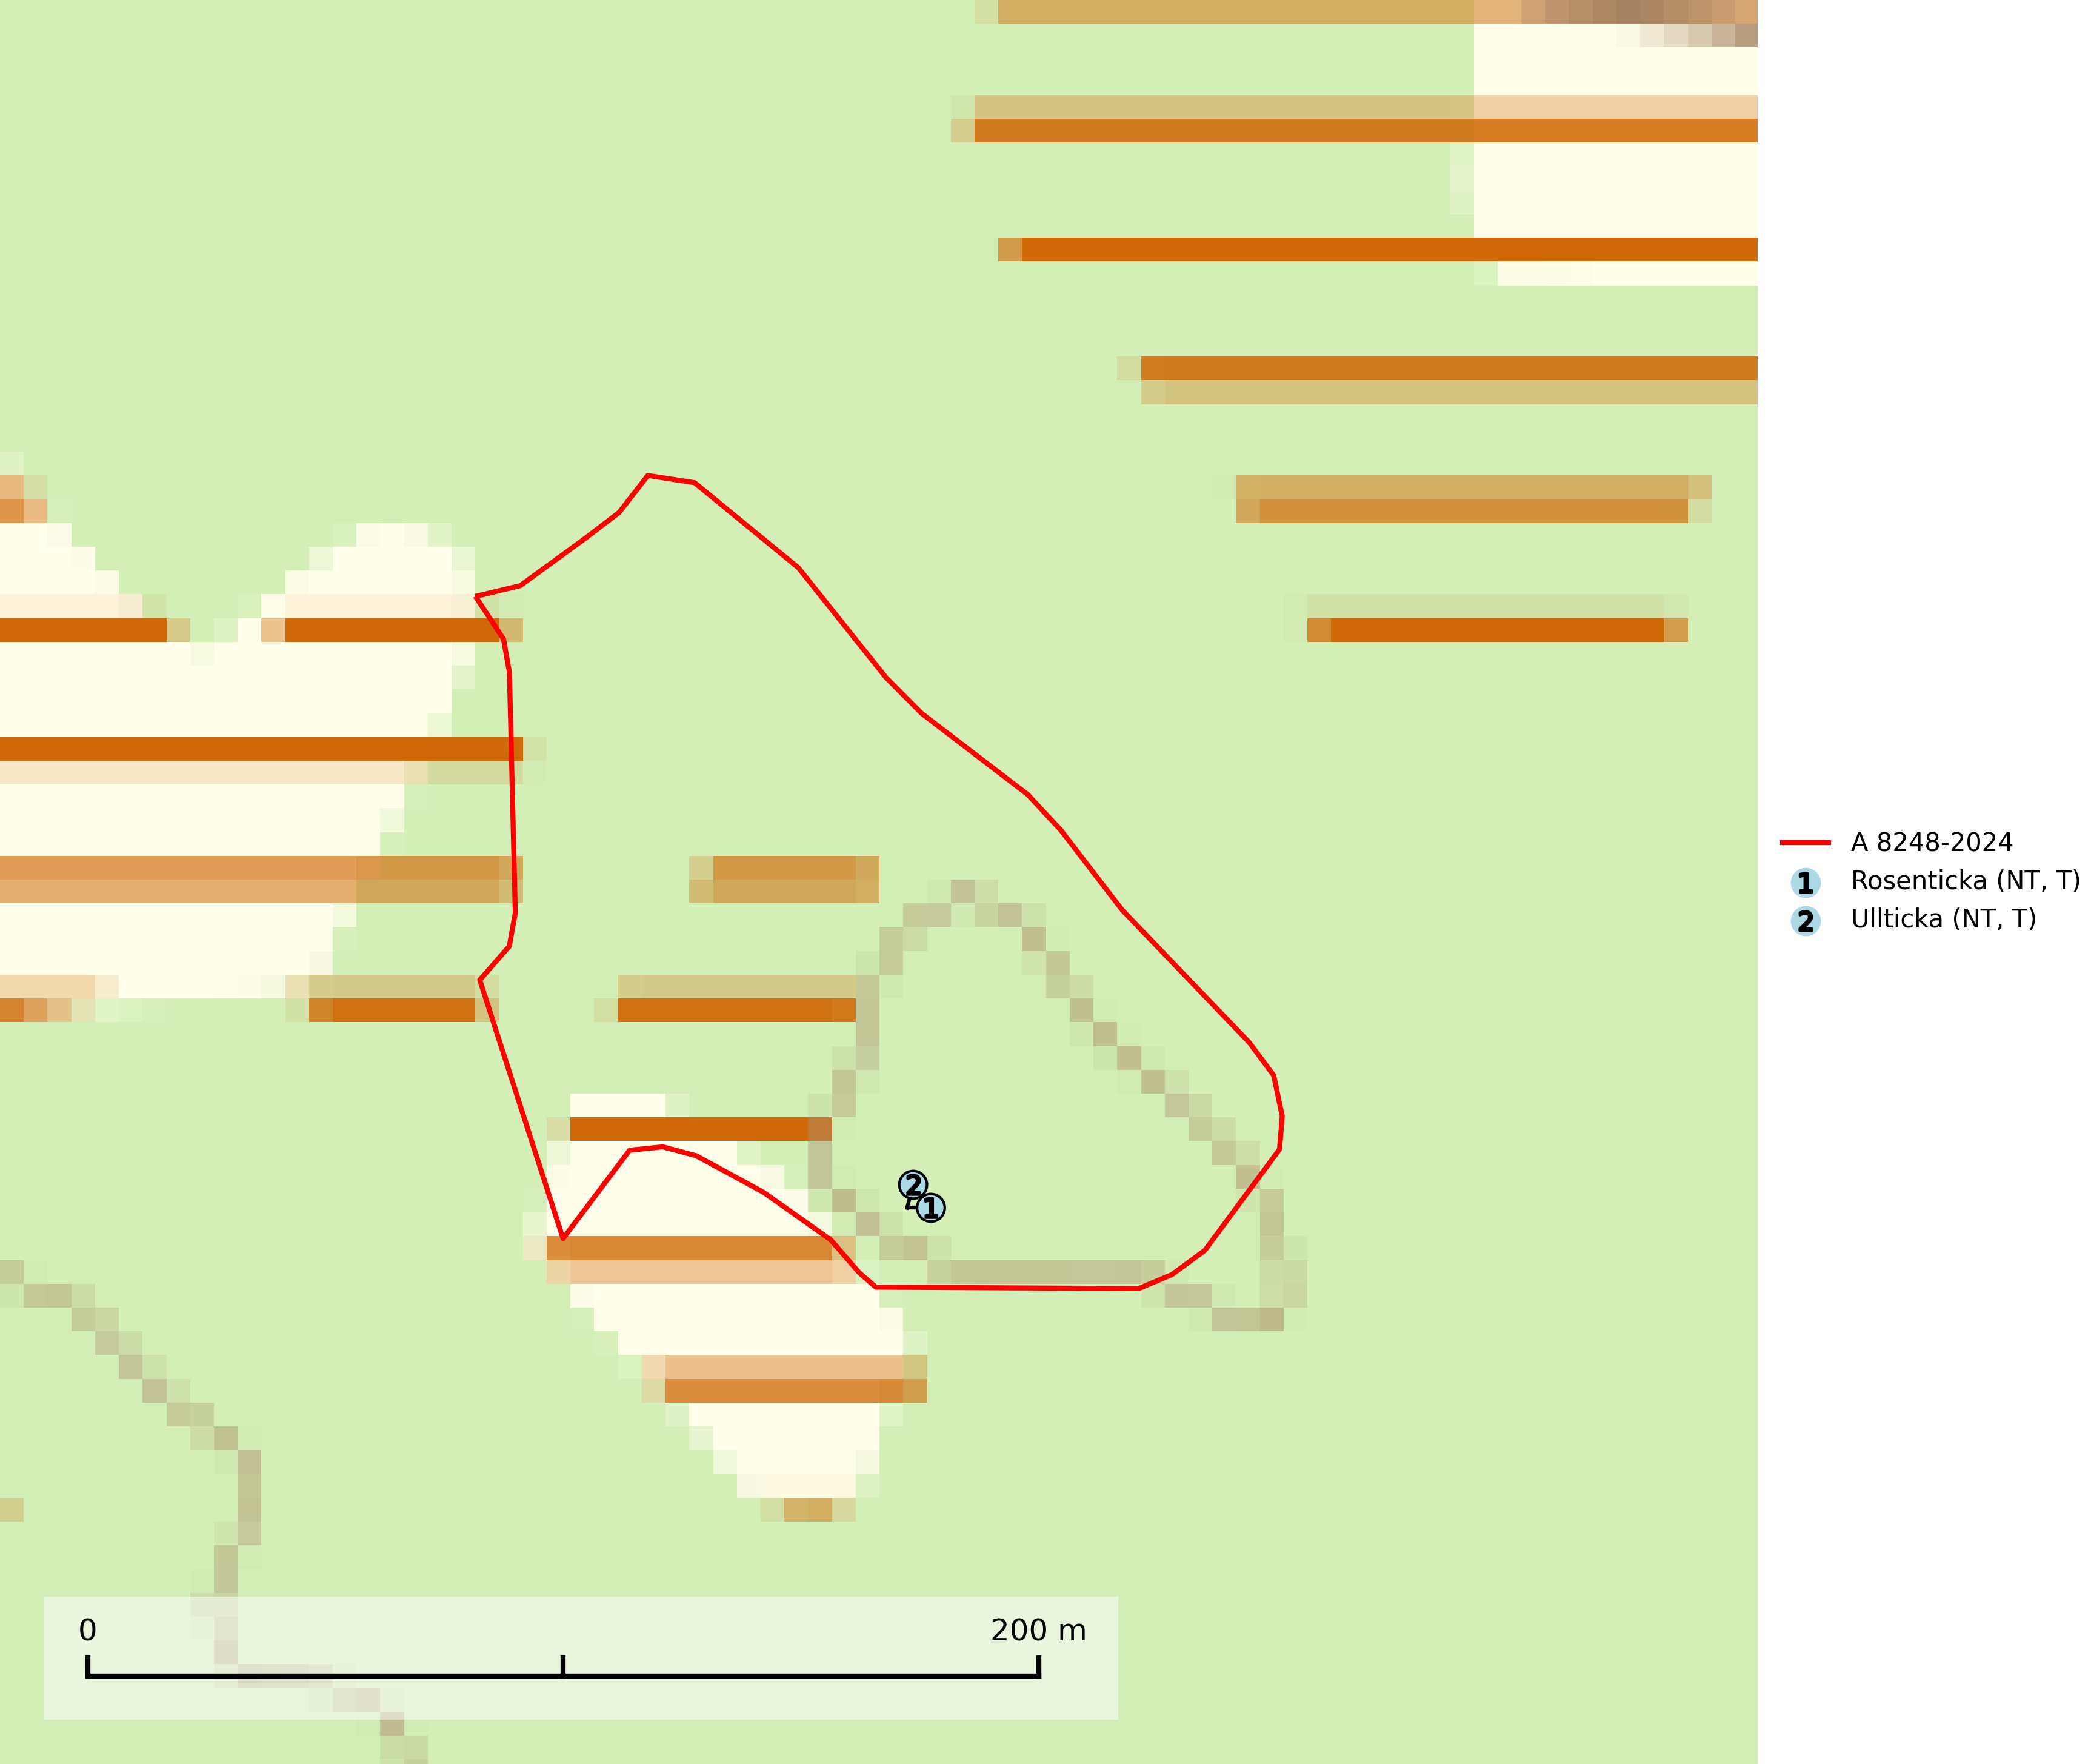 A 8248-2024
1 Rosenticka (NT, T)
2 Ullticka (NT, T)
2
1
0 200 m